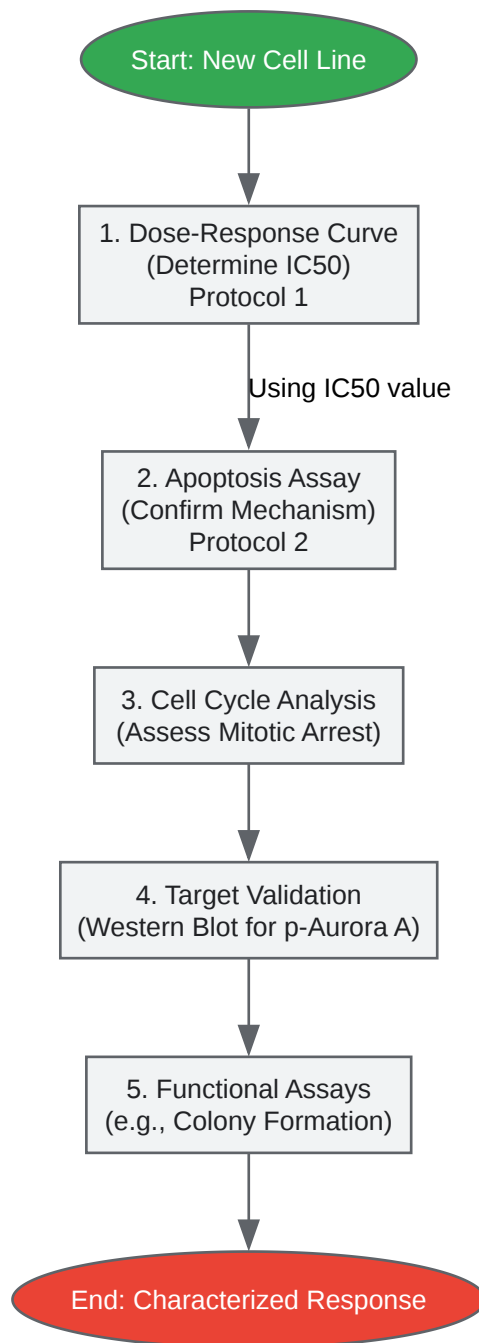 Start: New Cell Line
1. Dose-Response Curve
(Determine IC50)
Protocol 1
Using IC50 value
2. Apoptosis Assay
(Confirm Mechanism)
Protocol 2
3. Cell Cycle Analysis
(Assess Mitotic Arrest)
4. Target Validation
(Western Blot for p-Aurora A)
5. Functional Assays
(e.g., Colony Formation)
End: Characterized Response